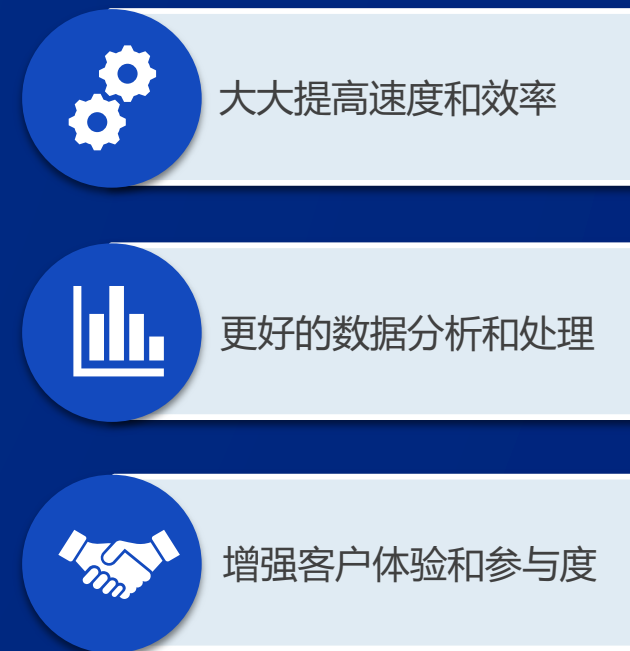 大大提高速度和效率
更好的数据分析和处理
增强客户体验和参与度